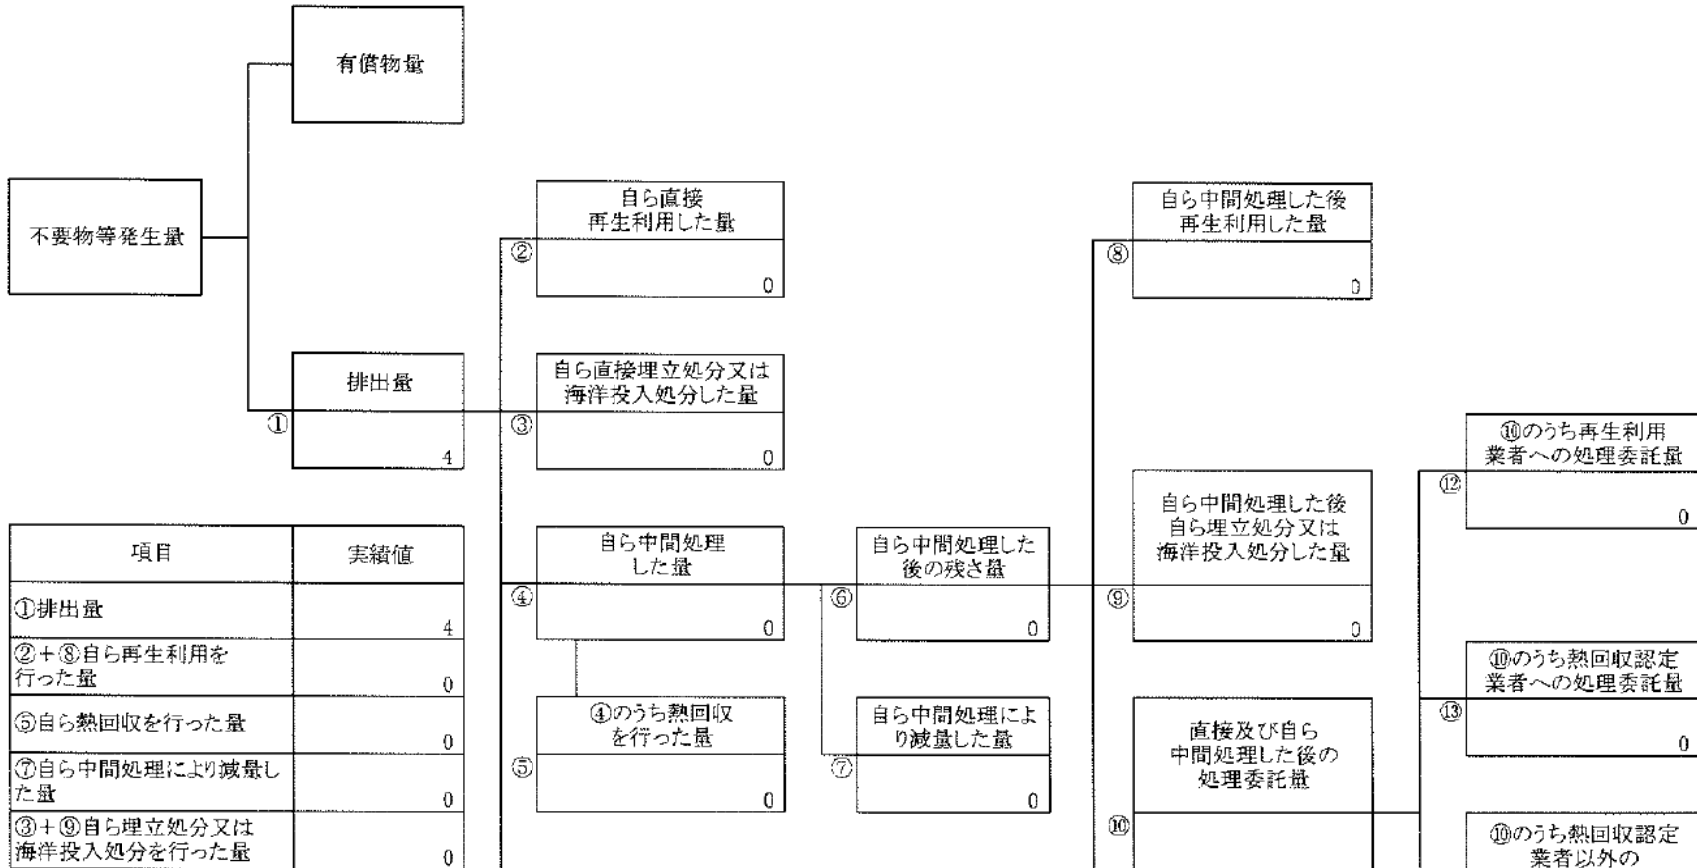 有償物量
不要物等発生量
自ら直接
再生利用した量
②
0
自ら中間処理した後
再生利用した量
⑧
0
排出量
①
4
自ら直接埋立処分又は
海洋投入処分した量
③
0
⑩のうち再生利用
業者への処理委託量
⑫
0
自ら中間処理
した量
④
0
自ら中間処理した
後の残さ量
⑥
0
自ら中間処理した後
自ら埋立処分又は
海洋投入処分した量
⑨
0
⑩のうち熱回収認定
業者への処理委託量
⑬
0
④のうち熱回収
を行った量
⑤
0
自ら中間処理によ
り減量した量
⑦
0
直接及び自ら
中間処理した後の
処理委託量
⑩
⑩のうち熱回収認定
業者以外の
項目 実績値
①排出量 4
②+⑧自ら再生利用を
行った量 0
⑤自ら熱回収を行った量 0
⑦自ら中間処理により減量し
た量 0
③+⑨自ら埋立処分又は
海洋投入処分を行った量 0